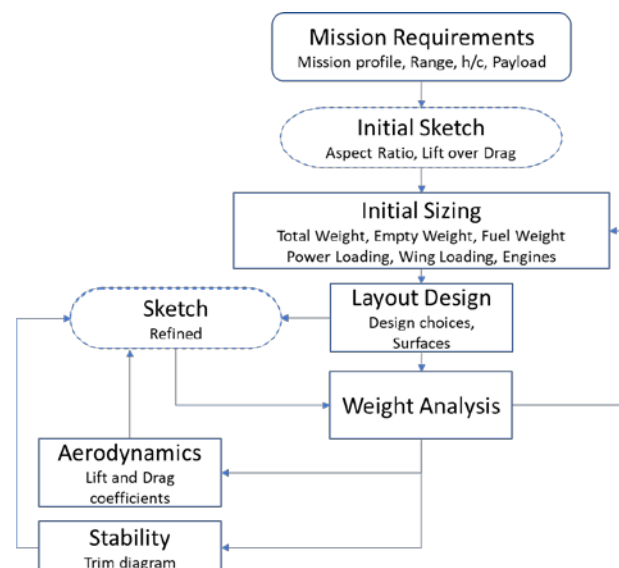 Mission Requirements
Mission profile, Range, h/c, Payload
Initial Sketch
Aspect Ratio, Lift over Drag
Initial Sizing
Total Weight, Empty Weight, Fuel Weight
Power Loading, Wing Loading, Engines
Layout Design
Design choices,
Surfaces
Sketch
Refined
Weight Analysis
Aerodynamics
Lift and Drag
coefficients
Stability
Trim diagram